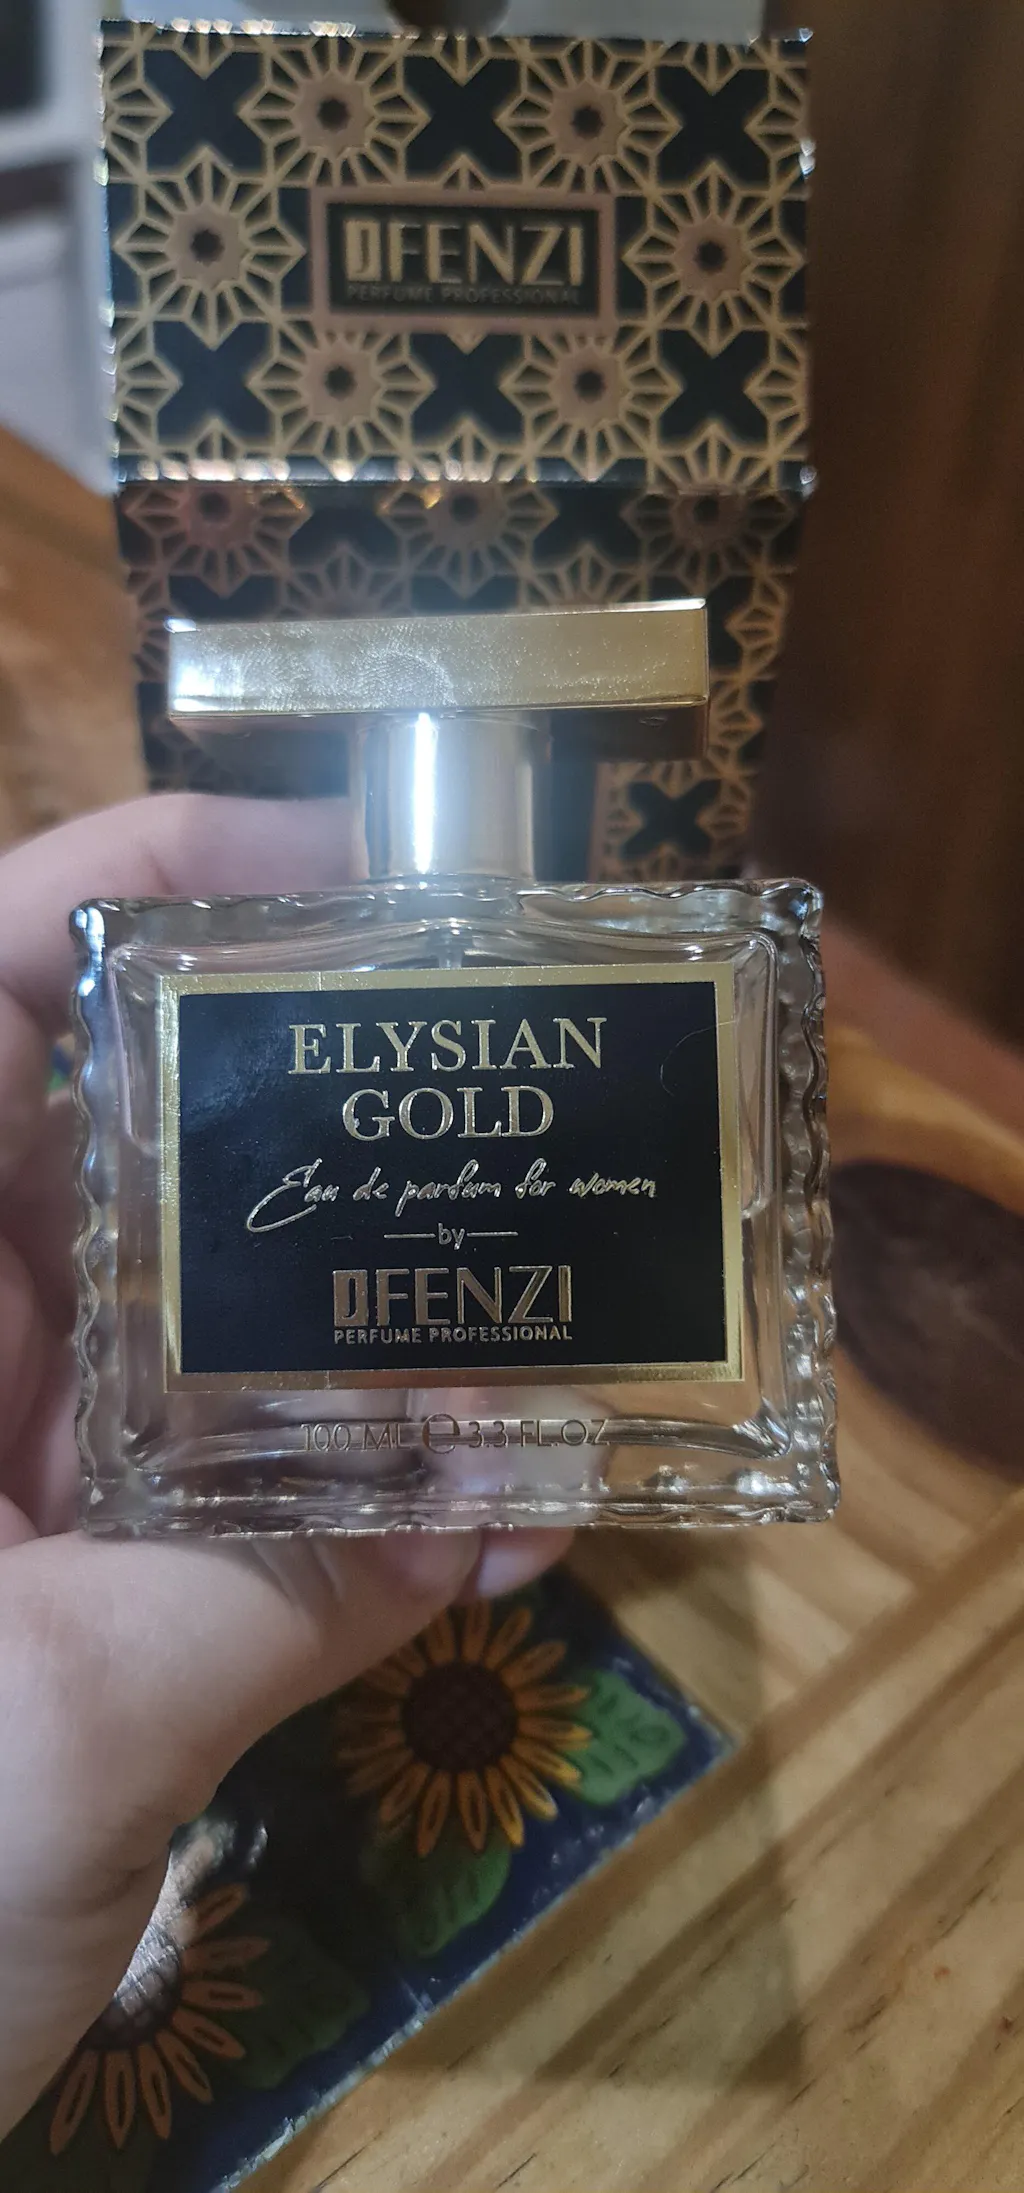 JFENZI
PERFUME PROFESSIONAL
ELYSIAN
GOLD
Eau de parfum for women
by
JFENZI
PERFUME PROFESSIONAL
100 ML e 3.3 FL.OZ